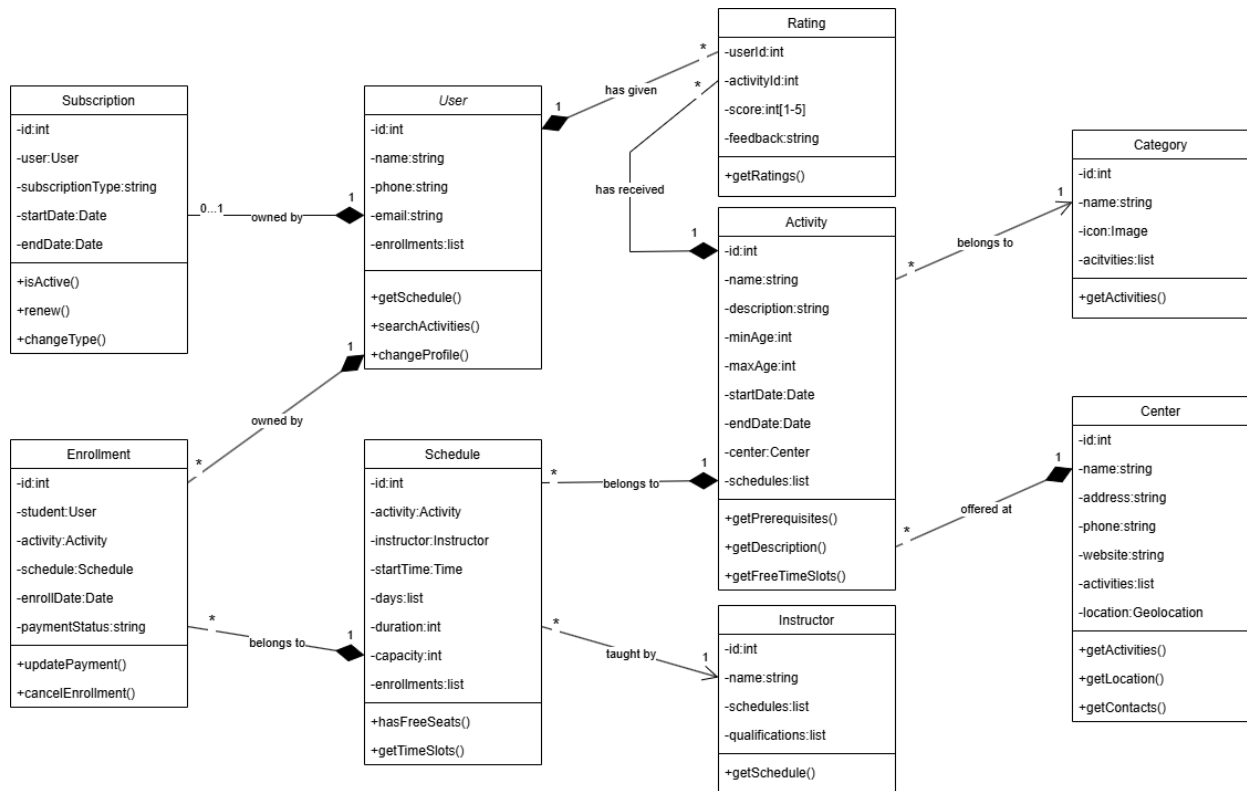 Rating
-userId:int
-activityId:int
-score:int[1-5]
-feedback:string
+getRatings()
Subscription
-id:int
-user:User
-subscriptionType:string
-startDate:Date
-endDate:Date
+isActive()
+renew()
+changeType()
User
-id:int
-name:string
-phone:string
-email:string
-enrollments:list
+getSchedule()
+searchActivities()
+changeProfile()
1
has given
*
*
has received
1
0...1
owned by
1
Category
-id:int
-name:string
-icon:Image
-acitvities:list
+getActivities()
Activity
-id:int
-name:string
-description:string
-minAge:int
-maxAge:int
-startDate:Date
-endDate:Date
-center:Center
-schedules:list
+getPrerequisites()
+getDescription()
+getFreeTimeSlots()
*
belongs to
1
1
owned by
*
Enrollment
-id:int
-student:User
-activity:Activity
-schedule:Schedule
-enrollDate:Date
-paymentStatus:string
+updatePayment()
+cancelEnrollment()
Schedule
-id:int
-activity:Activity
-instructor:Instructor
-startTime:Time
-days:list
-duration:int
-capacity:int
-enrollments:list
+hasFreeSeats()
+getTimeSlots()
*
belongs to
1
Center
-id:int
-name:string
-address:string
-phone:string
-website:string
-activities:list
-location:Geolocation
+getActivities()
+getLocation()
+getContacts()
1
offered at
*
*
belongs to
1
*
taught by
1
Instructor
-id:int
-name:string
-schedules:list
-qualifications:list
+getSchedule()